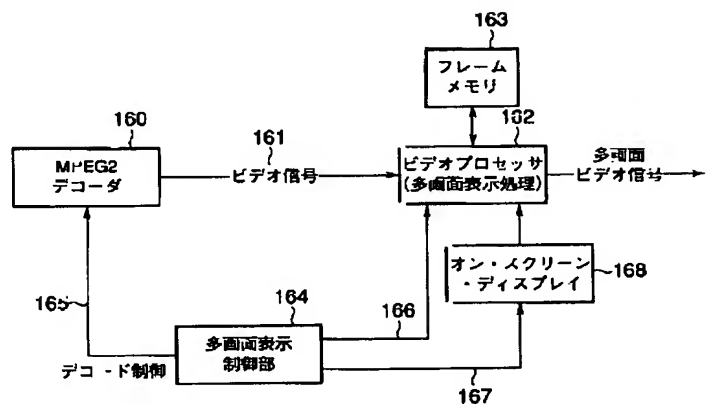 163
フレーム
メモリ
160
161
162
MPEG2
デコーダ
ビデオ信号
ビデオプロセッサ
(多画面表示処理)
多画面
ビデオ信号
オン・スクリーン
・ディスプレイ
168
165
164
166
多画面表示
制御部
デコード制御
167